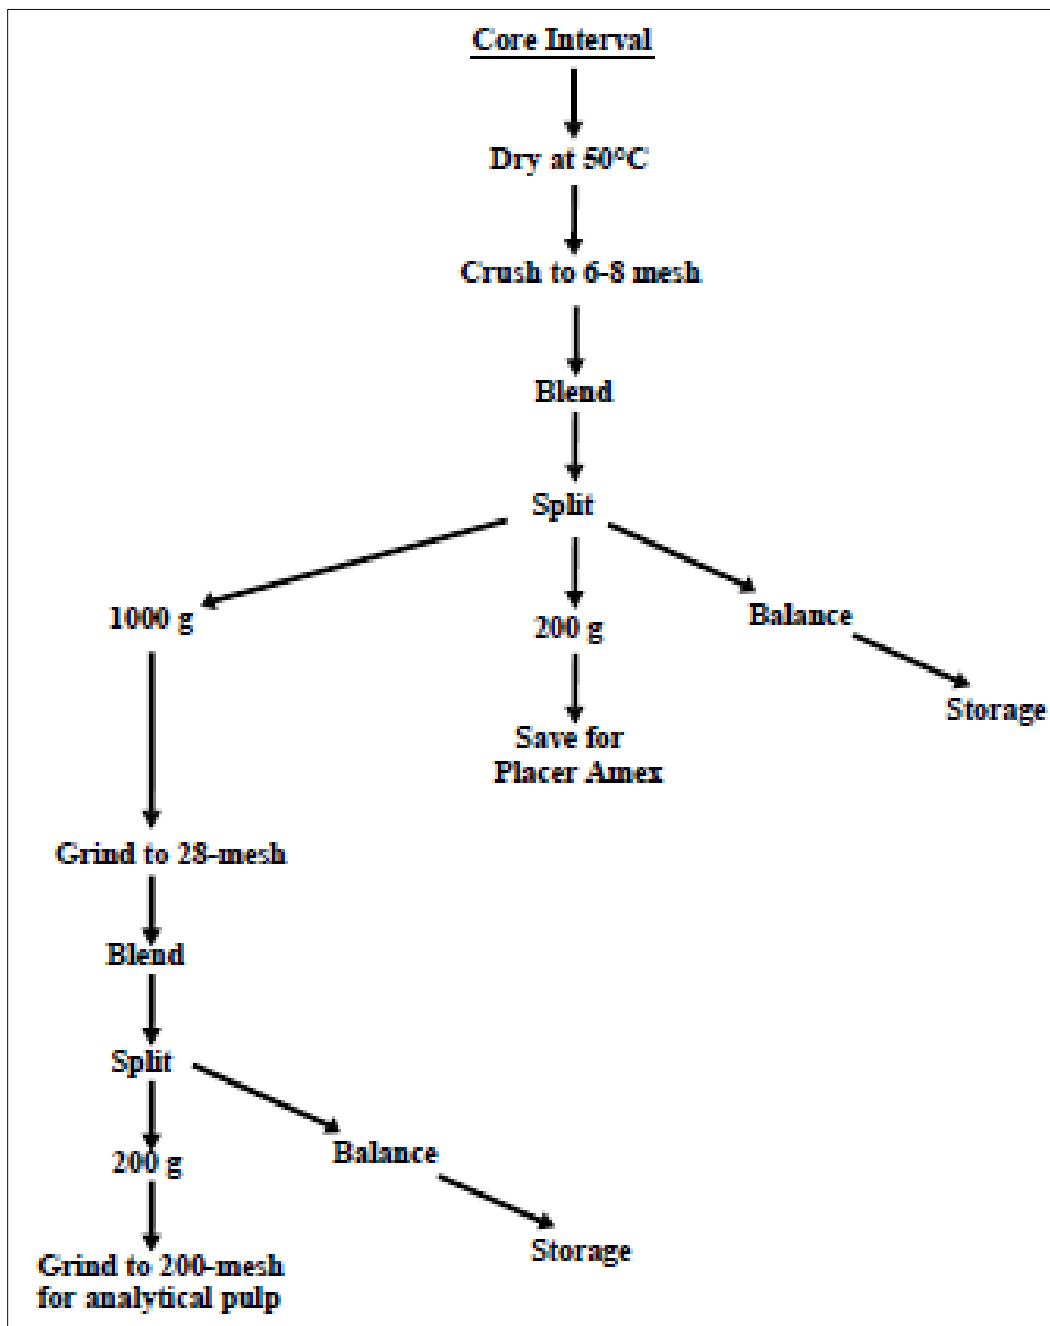 Core Interval
Dry at 50°C
Crush to 6-8 mesh
Blend
Split
1000 g
200 g
Balance
Storage
Save for
Placer Amex
Grind to 28-mesh
Blend
Split
200 g
Balance
Storage
Grind to 200-mesh
for analytical pulp